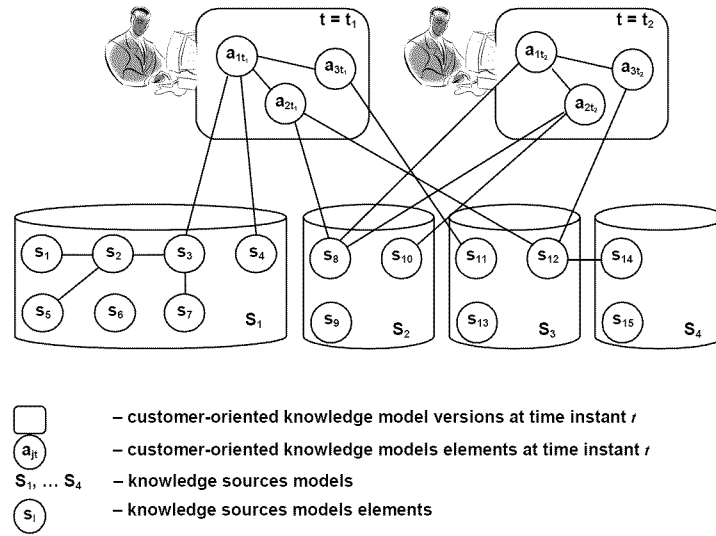 t = t1
t = t2
a1t1
a3t1
a2t1
a1t2
a3t2
a2t2
s1 s2 s3 s4 s8 s10 s11 s12 s14
s5 s6 s7 S1 s9 S2 s13 S3 s15 S4
– customer-oriented knowledge model versions at time instant t
ajt – customer-oriented knowledge models elements at time instant t
S1, ... S4 – knowledge sources models
sl – knowledge sources models elements